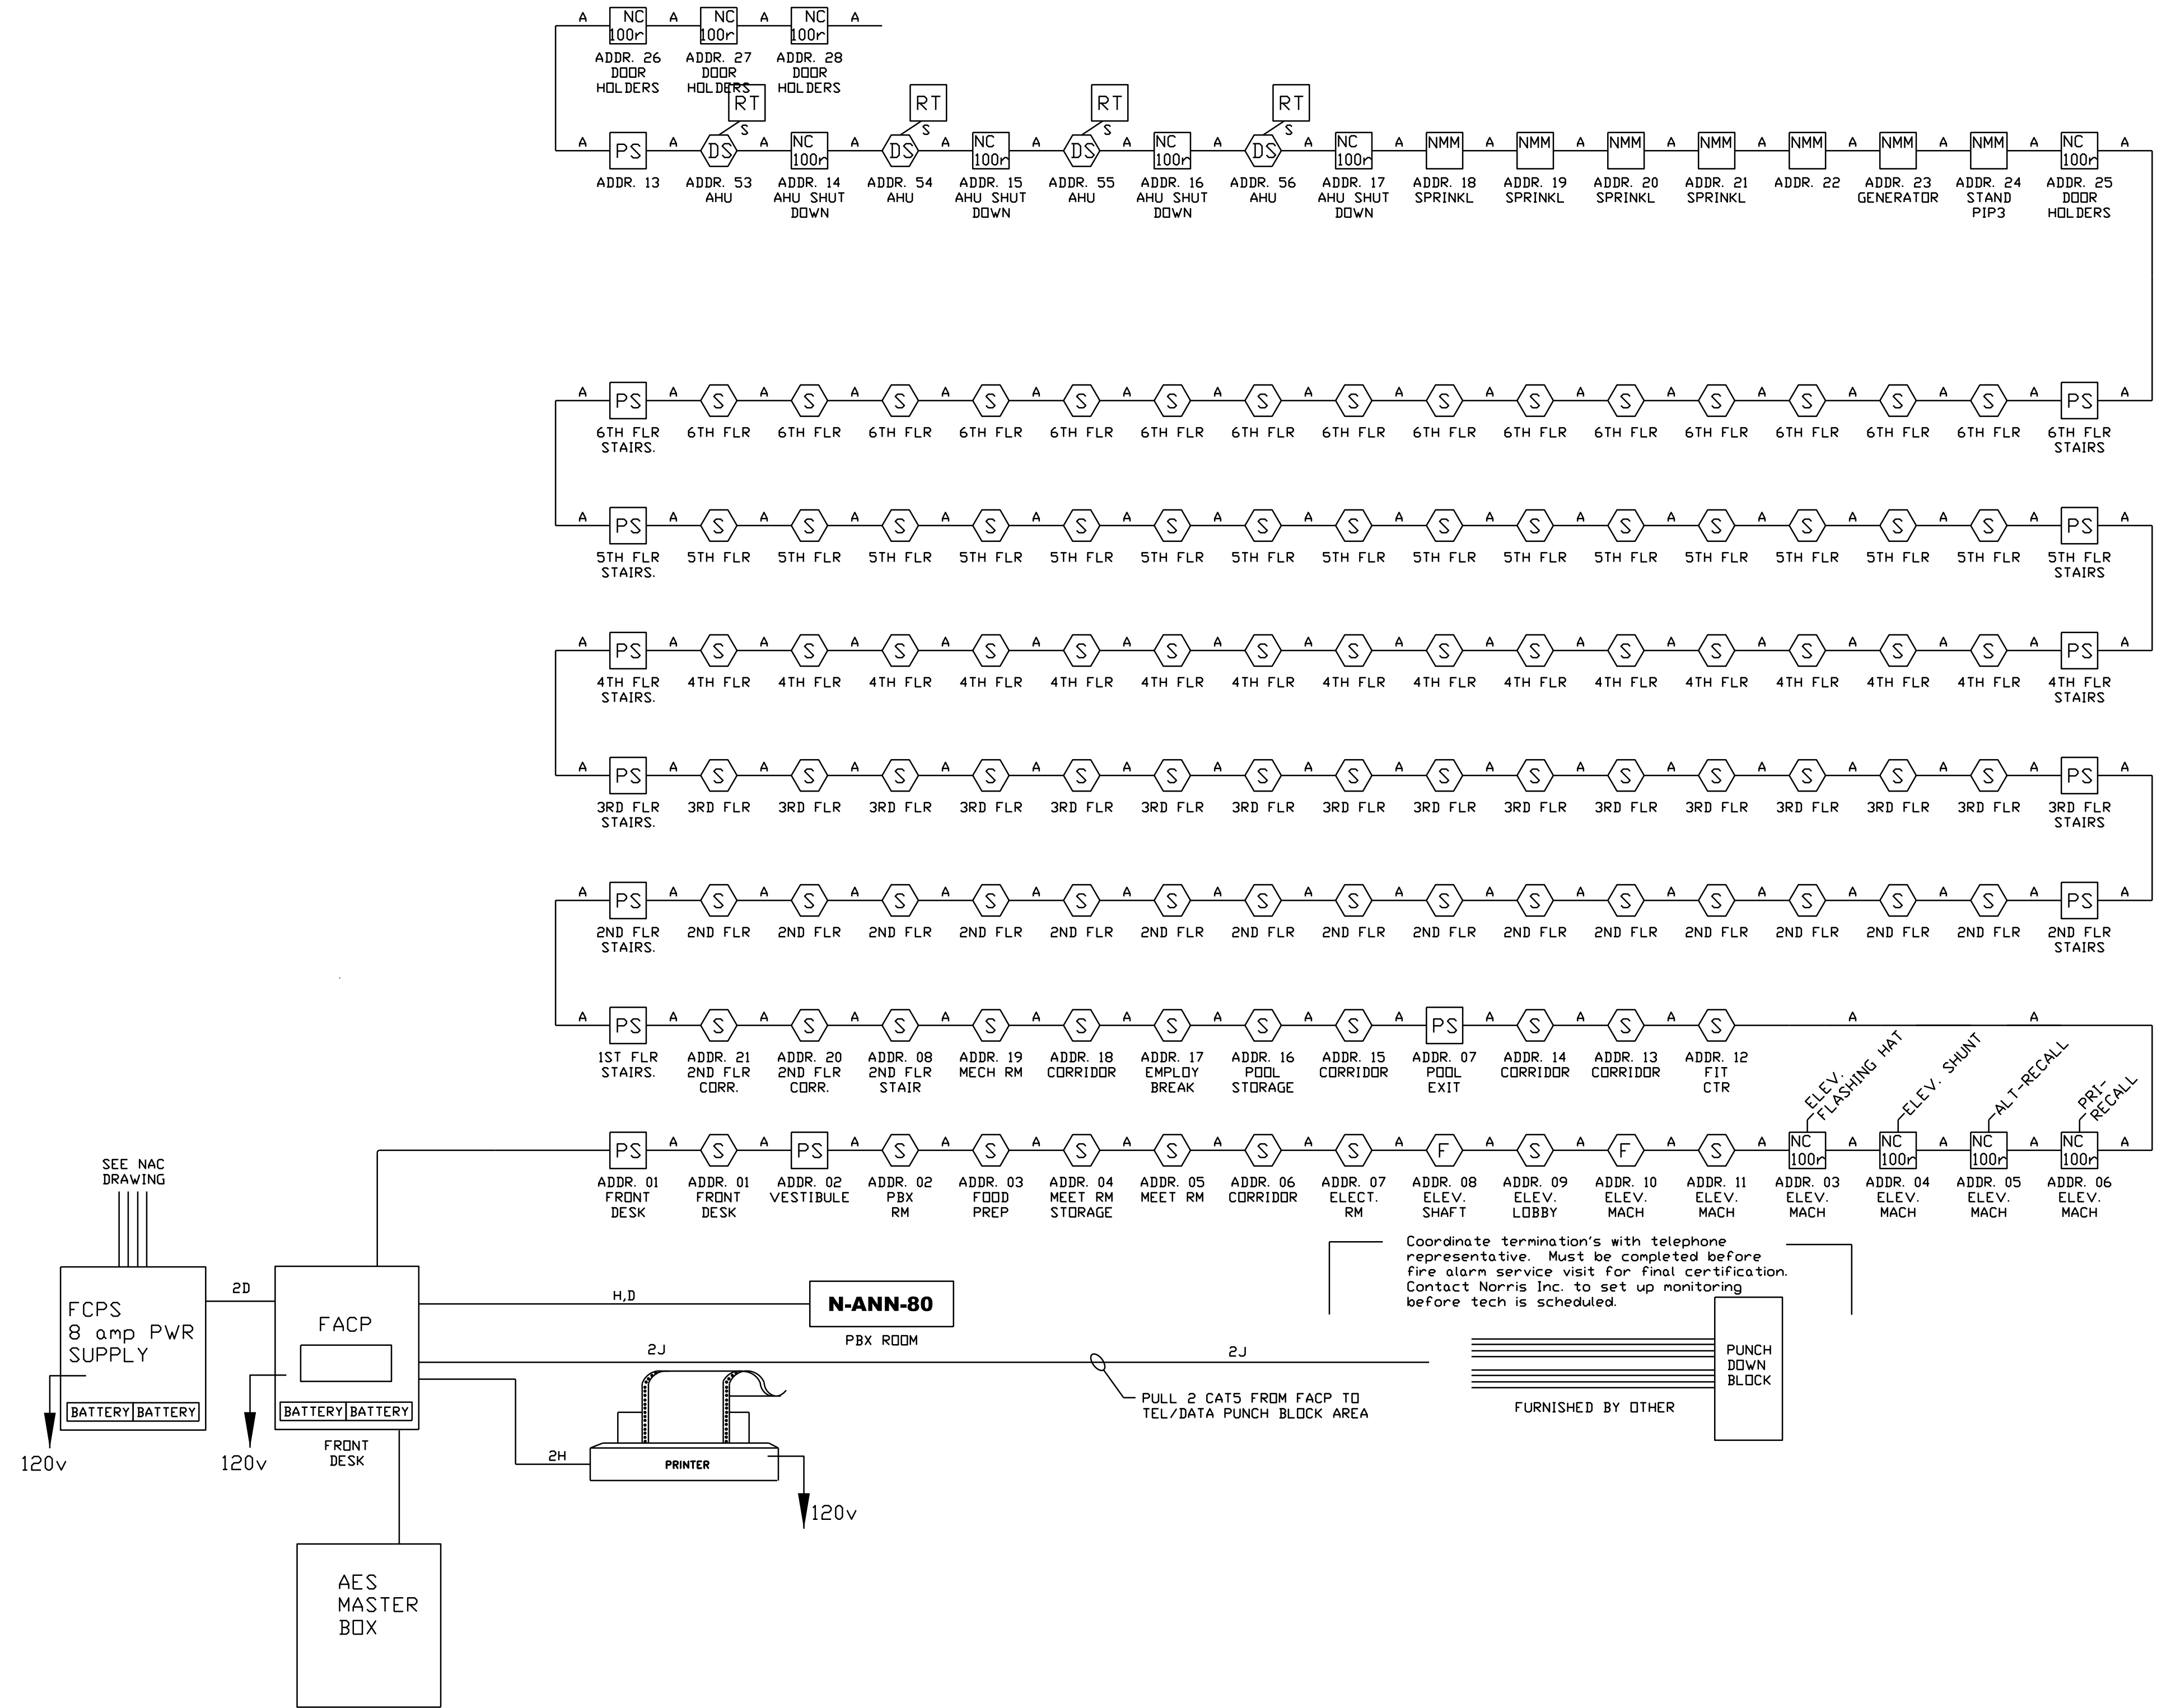 A A A A
NC NC NC
100r 100r 100r
ADDR. 26 ADDR. 27 ADDR. 28
DOOR DOOR DOOR
HOLDERS HOLDERS HOLDERS
RT RT RT RT
S S S S
A A A A A A A A A A A A A A A A A A
PS DS NC 100r DS NC 100r DS NC 100r DS NC 100r NMM NMM NMM NMM NMM NMM NMM NC 100r
ADDR. 13 ADDR. 53 ADDR. 14 ADDR. 54 ADDR. 15 ADDR. 55 ADDR. 16 ADDR. 56 ADDR. 17 ADDR. 18 ADDR. 19 ADDR. 20 ADDR. 21 ADDR. 22 ADDR. 23 ADDR. 24 ADDR. 25
AHU AHU SHUT AHU AHU SHUT AHU AHU SHUT AHU AHU SHUT SPRINKL SPRINKL SPRINKL SPRINKL GENERATOR STAND DOOR
DOWN DOWN DOWN DOWN PIP3 HOLDERS
A A A A A A A A A A A A A A A A A A
PS S S S S S S S S S S S S S S S PS
6TH FLR 6TH FLR 6TH FLR 6TH FLR 6TH FLR 6TH FLR 6TH FLR 6TH FLR 6TH FLR 6TH FLR 6TH FLR 6TH FLR 6TH FLR 6TH FLR 6TH FLR 6TH FLR 6TH FLR
STAIRS. STAIRS
A A A A A A A A A A A A A A A A A A
PS S S S S S S S S S S S S S S S PS
5TH FLR 5TH FLR 5TH FLR 5TH FLR 5TH FLR 5TH FLR 5TH FLR 5TH FLR 5TH FLR 5TH FLR 5TH FLR 5TH FLR 5TH FLR 5TH FLR 5TH FLR 5TH FLR 5TH FLR
STAIRS. STAIRS
A A A A A A A A A A A A A A A A A A
PS S S S S S S S S S S S S S S S PS
4TH FLR 4TH FLR 4TH FLR 4TH FLR 4TH FLR 4TH FLR 4TH FLR 4TH FLR 4TH FLR 4TH FLR 4TH FLR 4TH FLR 4TH FLR 4TH FLR 4TH FLR 4TH FLR 4TH FLR
STAIRS. STAIRS
A A A A A A A A A A A A A A A A A A
PS S S S S S S S S S S S S S S S PS
3RD FLR 3RD FLR 3RD FLR 3RD FLR 3RD FLR 3RD FLR 3RD FLR 3RD FLR 3RD FLR 3RD FLR 3RD FLR 3RD FLR 3RD FLR 3RD FLR 3RD FLR 3RD FLR 3RD FLR
STAIRS. STAIRS
A A A A A A A A A A A A A A A A A A
PS S S S S S S S S S S S S S S S PS
2ND FLR 2ND FLR 2ND FLR 2ND FLR 2ND FLR 2ND FLR 2ND FLR 2ND FLR 2ND FLR 2ND FLR 2ND FLR 2ND FLR 2ND FLR 2ND FLR 2ND FLR 2ND FLR 2ND FLR
STAIRS. STAIRS
A A A A A A A A A A A A A A A
PS S S S S S S S S PS S S S
1ST FLR ADDR. 21 ADDR. 20 ADDR. 08 ADDR. 19 ADDR. 18 ADDR. 17 ADDR. 16 ADDR. 15 ADDR. 07 ADDR. 14 ADDR. 13 ADDR. 12
STAIRS. 2ND FLR 2ND FLR 2ND FLR MECH RM CORRIDOR EMPLOY POOL CORRIDOR POOL CORRIDOR CORRIDOR FIT
CORR. CORR. STAIR BREAK STORAGE EXIT CTR
ELEV.
FLASHING HAT
ELEV. SHUNT
ALT-RECALL
PRI-
RECALL
A A A A A A A A A A A A A A A A A
PS S PS S S S S S S F S F S NC 100r NC 100r NC 100r NC 100r
ADDR. 01 ADDR. 01 ADDR. 02 ADDR. 02 ADDR. 03 ADDR. 04 ADDR. 05 ADDR. 06 ADDR. 07 ADDR. 08 ADDR. 09 ADDR. 10 ADDR. 11 ADDR. 03 ADDR. 04 ADDR. 05 ADDR. 06
FRONT FRONT VESTIBULE PBX FOOD MEET RM MEET RM CORRIDOR ELECT. ELEV. ELEV. ELEV. ELEV. ELEV. ELEV. ELEV. ELEV.
DESK DESK RM PREP STORAGE RM SHAFT LOBBY MACH MACH MACH MACH MACH MACH
SEE NAC
DRAWING
Coordinate termination's with telephone
representative. Must be completed before
fire alarm service visit for final certification.
Contact Norris Inc. to set up monitoring
before tech is scheduled.
FCPS
8 amp PWR
SUPPLY
BATTERY BATTERY
120v
2D
FACP
BATTERY BATTERY
120v
FRONT
DESK
H,D
N-ANN-80
PBX ROOM
2J
2J
PULL 2 CAT5 FROM FACP TO
TEL/DATA PUNCH BLOCK AREA
PUNCH
DOWN
BLOCK
FURNISHED BY OTHER
2H
PRINTER
120v
AES
MASTER
BOX